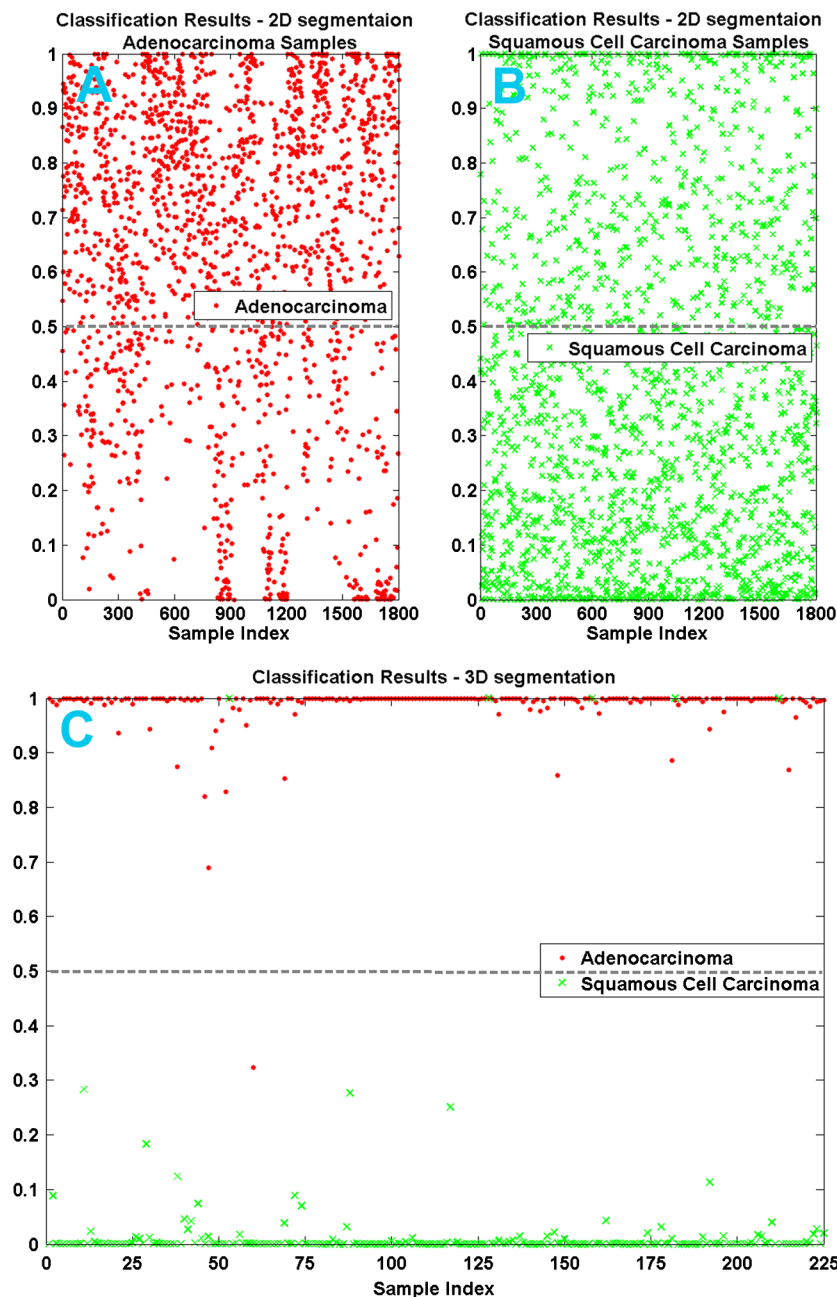 Classification Results - 2D segmentaion
Adenocarcinoma Samples
A
1
0.9
0.8
0.7
0.6
0.5
0.4
0.3
0.2
0.1
0
Adenocarcinoma
0 300 600 900 1200 1500 1800
Sample Index
Classification Results - 2D segmentaion
Squamous Cell Carcinoma Samples
B
1
0.9
0.8
0.7
0.6
0.5
0.4
0.3
0.2
0.1
0
Squamous Cell Carcinoma
0 300 600 900 1200 1500 1800
Sample Index
Classification Results - 3D segmentation
C
1
0.9
0.8
0.7
0.6
0.5
0.4
0.3
0.2
0.1
0
Adenocarcinoma
Squamous Cell Carcinoma
0 25 50 75 100 125 150 175 200 225
Sample Index